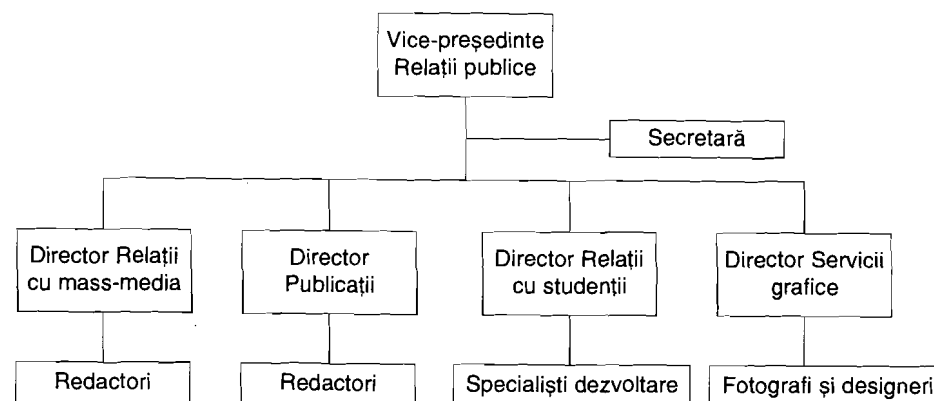 Vice-președinte
Relații publice
Secretară
Director Relații
cu mass-media
Director
Publicații
Director Relații
cu studenții
Director Servicii
grafice
Redactori
Redactori
Specialiști dezvoltare
Fotografi și designeri